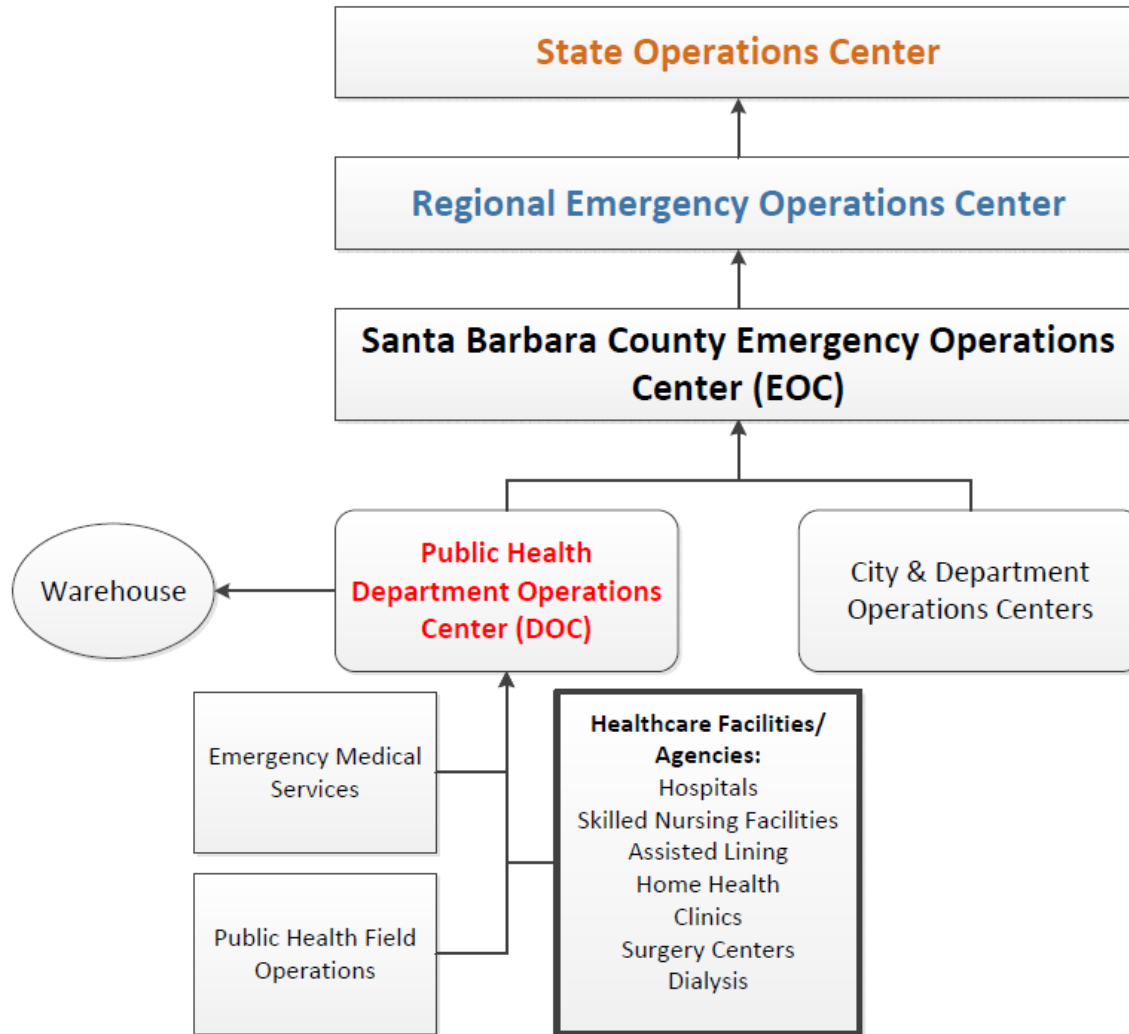 State Operations Center
Regional Emergency Operations Center
Santa Barbara County Emergency Operations
Center (EOC)
Warehouse
Public Health
Department Operations
Center (DOC)
City & Department
Operations Centers
Emergency Medical
Services
Public Health Field
Operations
Healthcare Facilities/
Agencies:
Hospitals
Skilled Nursing Facilities
Assisted Lining
Home Health
Clinics
Surgery Centers
Dialysis